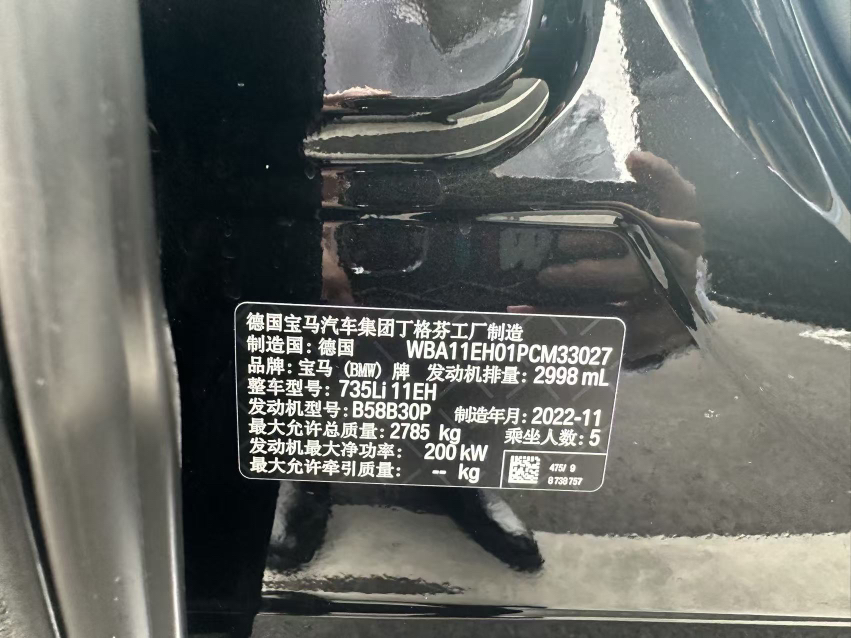 德国宝马汽车集团丁格芬工厂制造
制造国: 德国 WBA11EH01PCM33027
品牌: 宝马 (BMW) 牌 发动机排量: 2998 mL
整车型号: 735Li 11EH
发动机型号: B58B30P 制造年月: 2022-11
最大允许总质量: 2785 kg 乘坐人数: 5
发动机最大净功率: 200 kW
最大允许牵引质量: -- kg
475/ 9
8 738 757